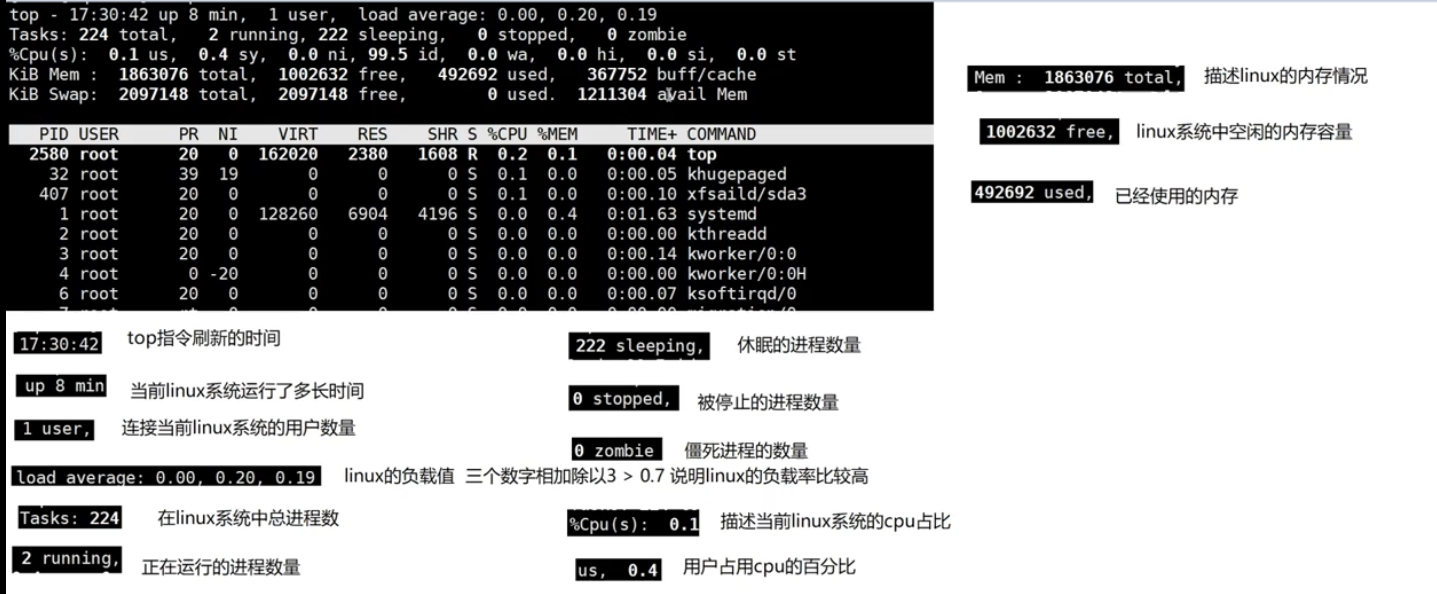 top - 17:30:42 up 8 min,  1 user,  load average: 0.00, 0.20, 0.19
Tasks: 224 total,   2 running, 222 sleeping,   0 stopped,   0 zombie
%Cpu(s):  0.1 us,  0.4 sy,  0.0 ni, 99.5 id,  0.0 wa,  0.0 hi,  0.0 si,  0.0 st
KiB Mem :  1863076 total,  1002632 free,   492692 used,   367752 buff/cache
KiB Swap:  2097148 total,  2097148 free,        0 used.  1211304 avail Mem
PID USER      PR  NI    VIRT    RES    SHR S %CPU %MEM     TIME+ COMMAND
2580 root      20   0  162020   2380   1608 R  0.2  0.1   0:00.04 top
32 root      39  19       0      0      0 S  0.1  0.0   0:00.05 khugepaged
407 root      20   0       0      0      0 S  0.1  0.0   0:00.10 xfsaild/sda3
1 root      20   0  128260   6904   4196 S  0.0  0.4   0:01.63 systemd
2 root      20   0       0      0      0 S  0.0  0.0   0:00.00 kthreadd
3 root      20   0       0      0      0 S  0.0  0.0   0:00.14 kworker/0:0
4 root       0 -20       0      0      0 S  0.0  0.0   0:00.00 kworker/0:0H
6 root      20   0       0      0      0 S  0.0  0.0   0:00.07 ksoftirqd/0
Mem :  1863076 total, 描述linux的内存情况
1002632 free, linux系统中空闲的内存容量
492692 used, 已经使用的内存
17:30:42 top指令刷新的时间
up 8 min 当前linux系统运行了多长时间
1 user, 连接当前linux系统的用户数量
load average: 0.00, 0.20, 0.19 linux的负载值 三个数字相加除以3 > 0.7 说明linux的负载率比较高
Tasks: 224 在linux系统中总进程数
2 running, 正在运行的进程数量
222 sleeping, 休眠的进程数量
0 stopped, 被停止的进程数量
0 zombie 僵死进程的数量
%Cpu(s):  0.1 描述当前linux系统的cpu占比
us,  0.4 用户占用cpu的百分比